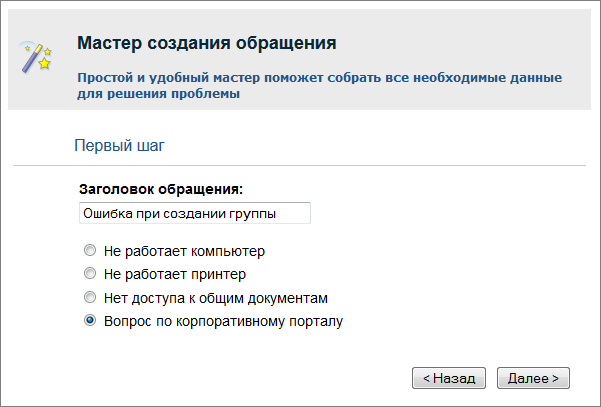 Мастер создания обращения
Простой и удобный мастер поможет собрать все необходимые данные
для решения проблемы
Первый шаг
Заголовок обращения:
Ошибка при создании группы
Не работает компьютер
Не работает принтер
Нет доступа к общим документам
Вопрос по корпоративному порталу
< Назад
Далее >